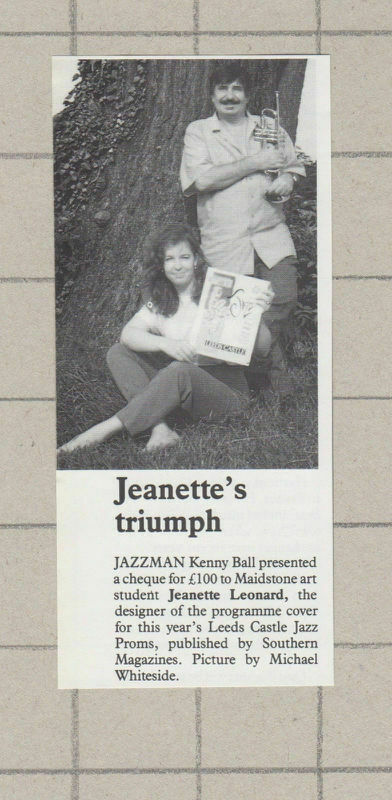 LEEDS CASTLE
Jeanette's
triumph
JAZZMAN Kenny Ball presented
a cheque for £100 to Maidstone art
student Jeanette Leonard, the
designer of the programme cover
for this year's Leeds Castle Jazz
Proms, published by Southern
Magazines. Picture by Michael
Whiteside.